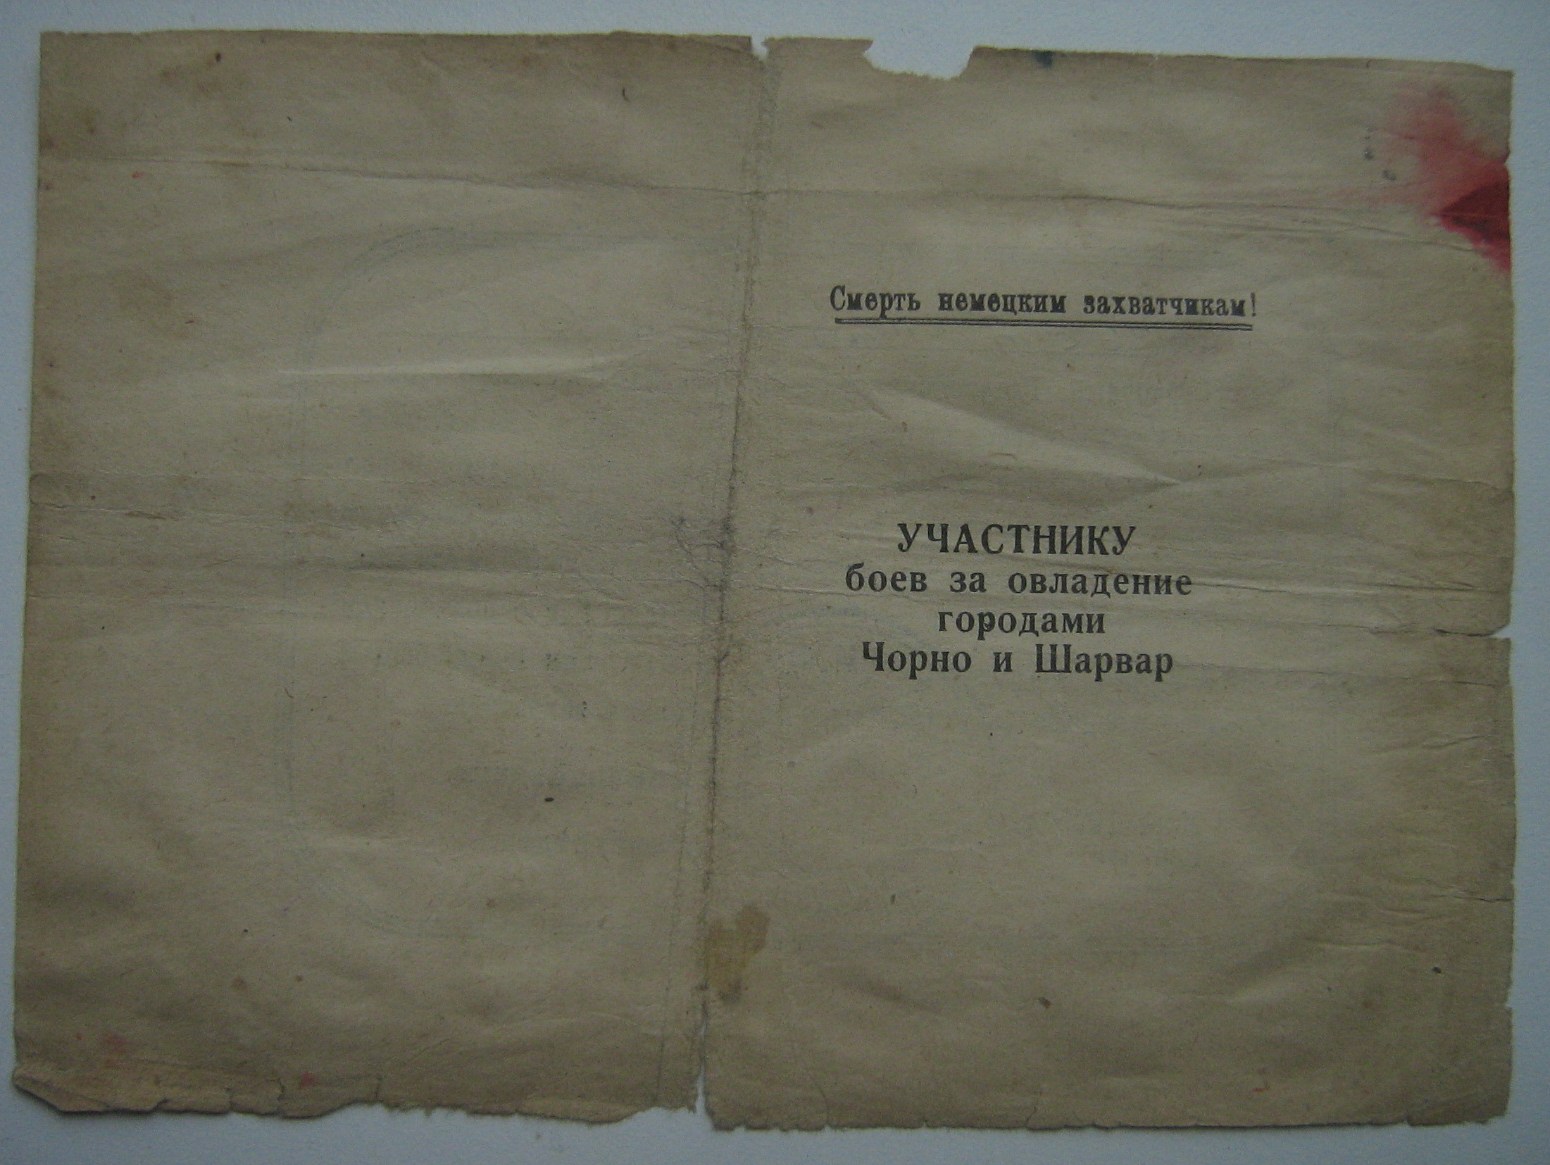 Смерть немецким захватчикам!
УЧАСТНИКУ
боев за овладение
городами
Чорно и Шарвар